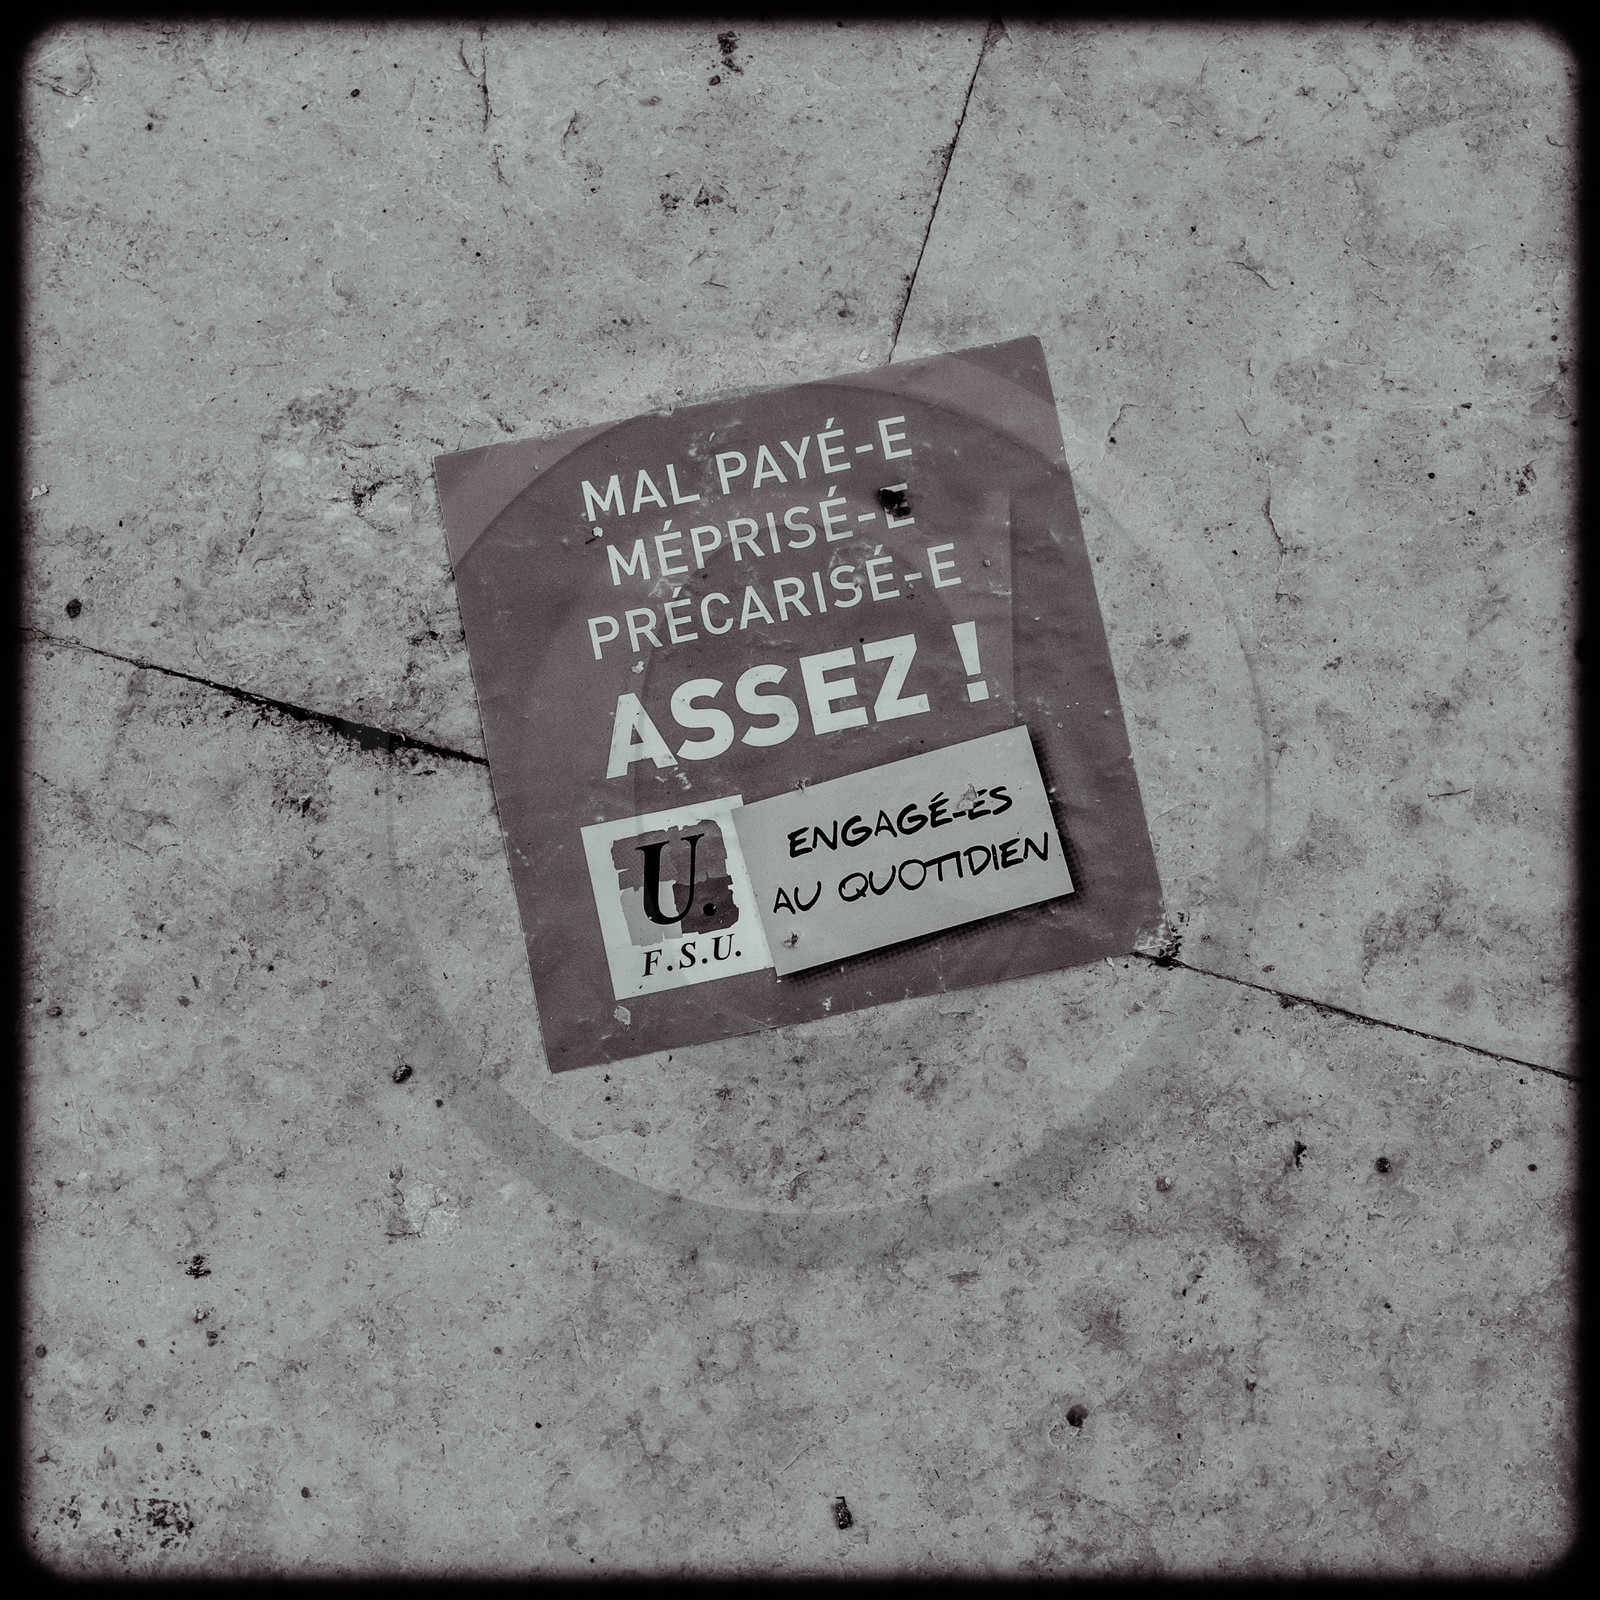 MAL PAYÉ-E
MÉPRISÉ-E
PRÉCARISÉ-E
ASSEZ !
U.
F.S.U.
ENGAGÉ-ES
AU QUOTIDIEN